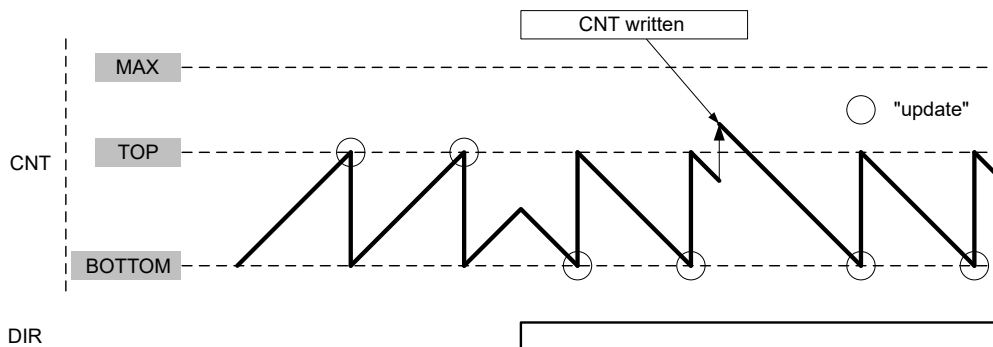 CNT written
MAX
"update"
CNT
TOP
BOTTOM
DIR